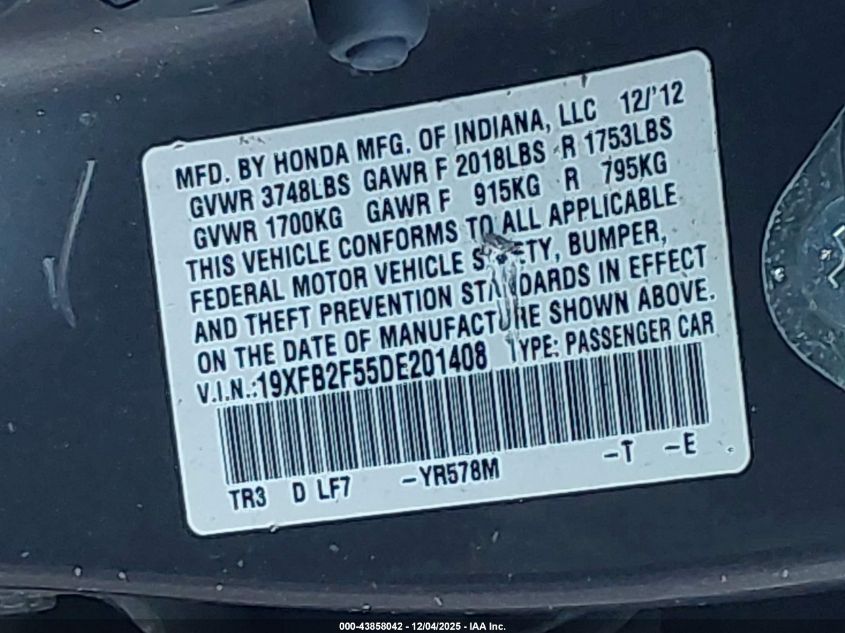 MFD. BY HONDA MFG. OF INDIANA, LLC 12/'12
GVWR 3748LBS GAWR F 2018LBS R 1753LBS
GVWR 1700KG GAWR F 915KG R 795KG
THIS VEHICLE CONFORMS TO ALL APPLICABLE
FEDERAL MOTOR VEHICLE SAFETY, BUMPER,
AND THEFT PREVENTION STANDARDS IN EFFECT
ON THE DATE OF MANUFACTURE SHOWN ABOVE.
V.I.N.:19XFB2F55DE201408 TYPE: PASSENGER CAR
TR3 D LF7 -YR578M -T -E
000-43858042 - 12/04/2025 - IAA Inc.